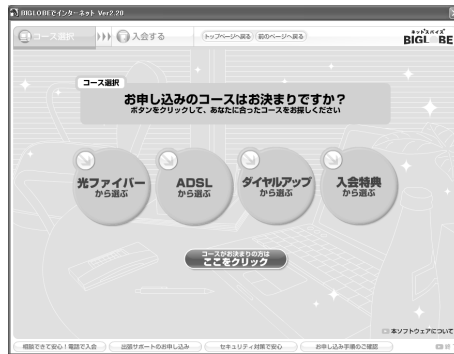 BIGLOBEでインターネット Ver2.20
コース選択
入会する
トップページへ戻る
前のページへ戻る
BIGLOBE
コース選択
お申し込みのコースはお決まりですか？
ボタンをクリックして、あなたに合ったコースをお探しください
光ファイバー
から選ぶ
ADSL
から選ぶ
ダイヤルアップ
から選ぶ
入会特典
から選ぶ
コースがお決まりの方は
ここをクリック
本ソフトウェアについて
相談できて安心！電話で入会
出張サポートのお申し込み
セキュリティ対策で安心
お申し込み手順のご確認
終